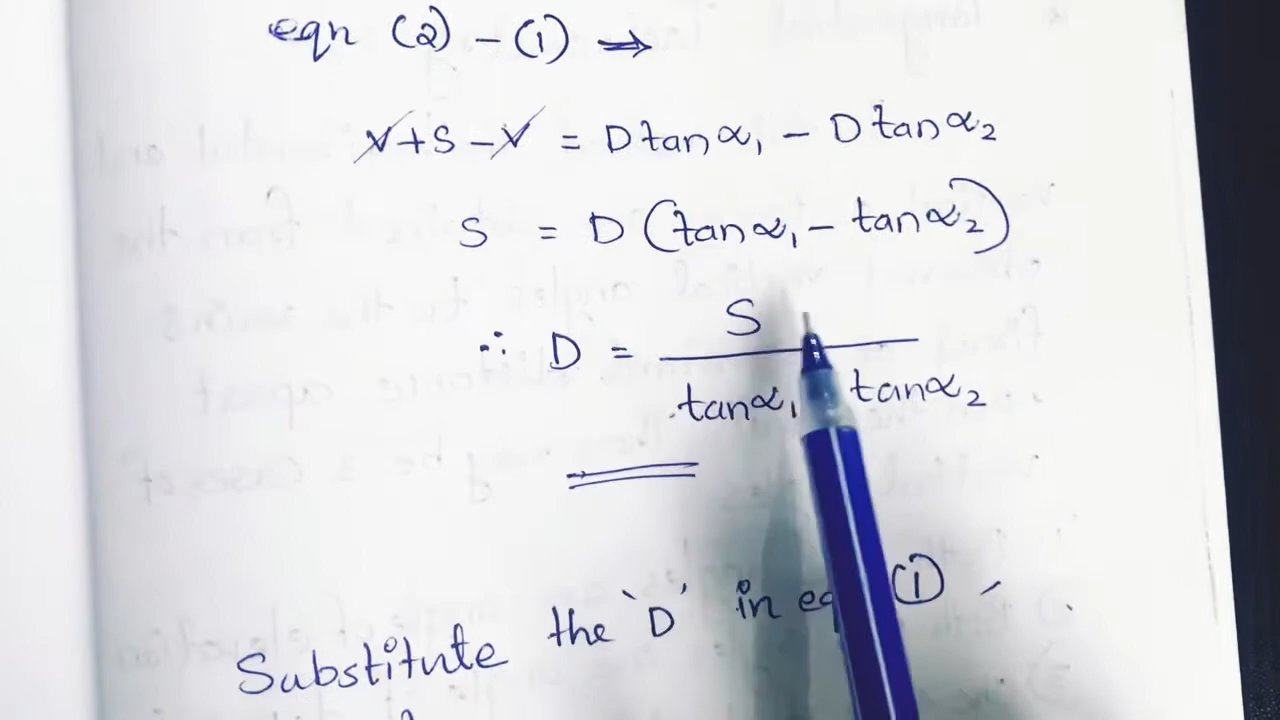 eqn (2) - (1) →
V+S-V = D tan α₁ - D tan α₂
S = D (tan α₁ - tan α₂)
∴ D = S
tan α₁ tan α₂
Substitute the 'D' in (1)